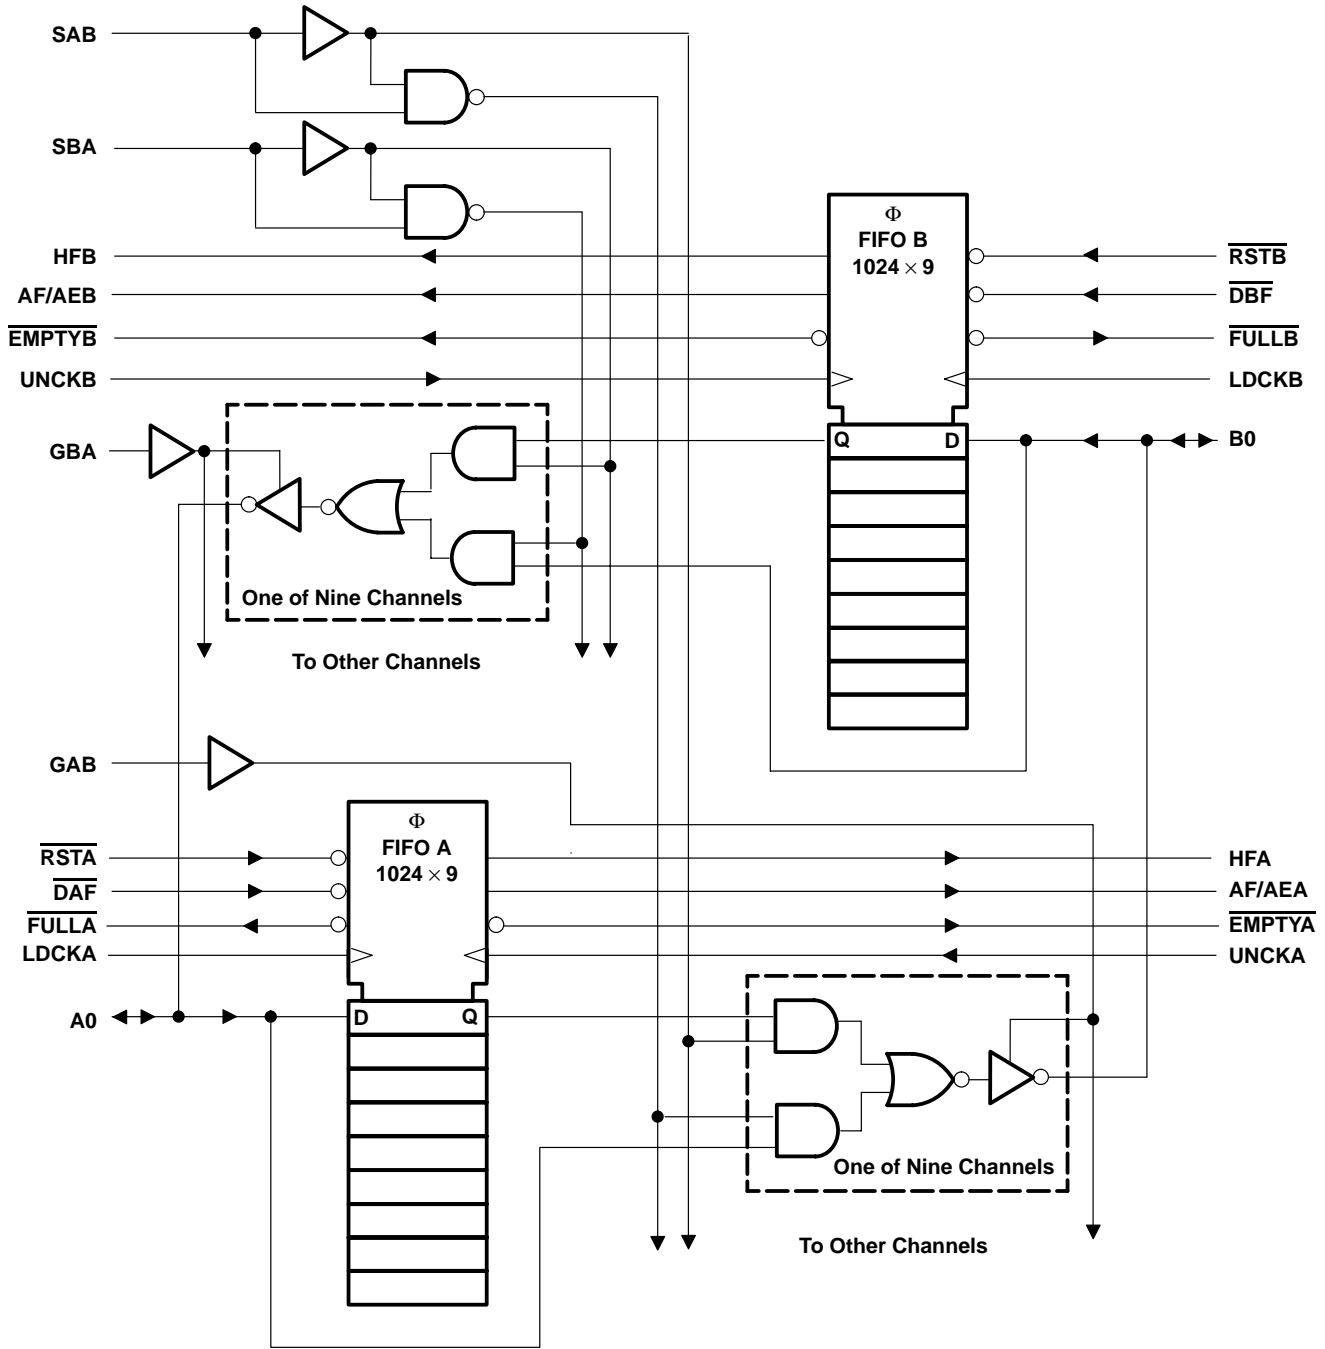 SAB
SBA
HFB
AF/AEB
EMPTYB
UNCKB
GBA
Φ
FIFO B
1024 × 9
RSTB
DBF
FULLB
LDCKB
Q D
B0
One of Nine Channels
To Other Channels
GAB
Φ
FIFO A
1024 × 9
RSTA
DAF
FULLA
LDCKA
A0
D Q
HFA
AF/AEA
EMPTYA
UNCKA
One of Nine Channels
To Other Channels